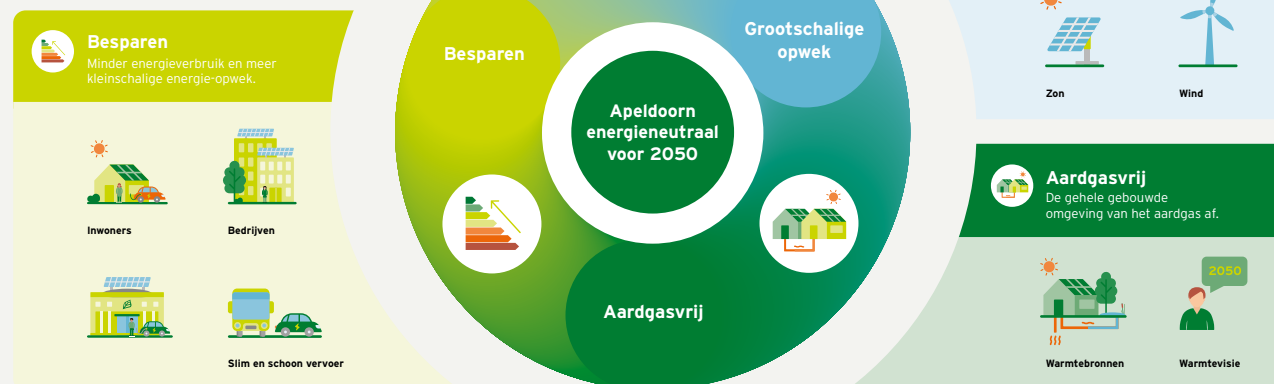 Besparen
Minder energieverbruik en meer
kleinschalige energie-opwek.
Inwoners
Bedrijven
Slim en schoon vervoer
Besparen
Grootschalige
opwek
Apeldoorn
energieneutraal
voor 2050
Aardgasvrij
Zon
Wind
Aardgasvrij
De gehele gebouwde
omgeving van het aardgas af.
2050
Warmtebronnen
Warmtevisie